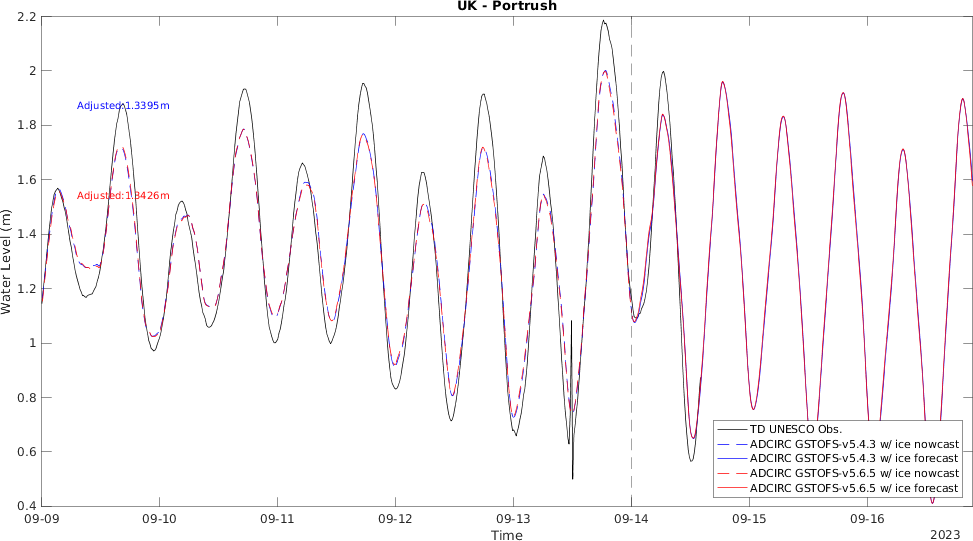 UK - Portrush
2.2
2
1.8
1.6
1.4
1.2
1
0.8
0.6
0.4
Water Level (m)
Adjusted:1.3395m
Adjusted:1.3426m
TD UNESCO Obs.
ADCIRC GSTOFS-v5.4.3 w/ ice nowcast
ADCIRC GSTOFS-v5.4.3 w/ ice forecast
ADCIRC GSTOFS-v5.6.5 w/ ice nowcast
ADCIRC GSTOFS-v5.6.5 w/ ice forecast
09-09 09-10 09-11 09-12 09-13 09-14 09-15 09-16
Time
2023